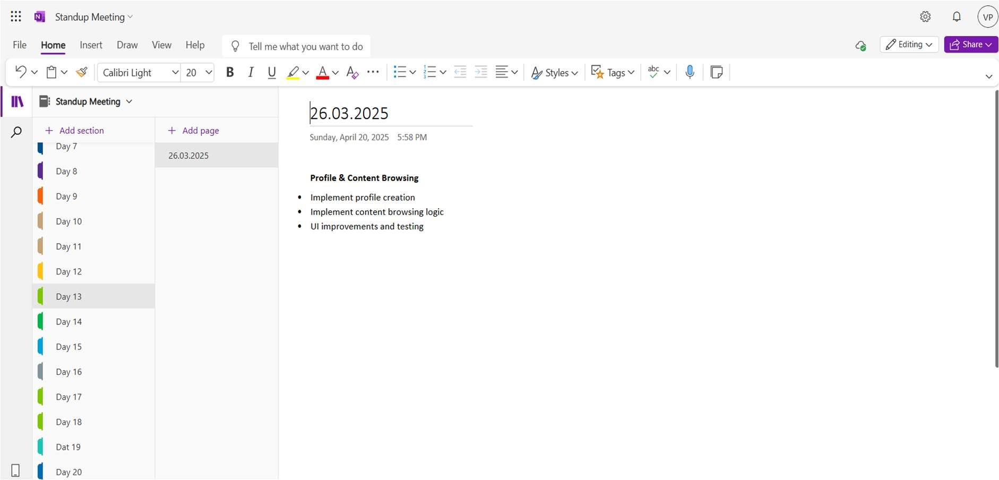 Standup Meeting
VP
File Home Insert Draw View Help Tell me what you want to do Editing Share
Calibri Light 20 B I U A A Styles Tags abc
Standup Meeting
Add section
Add page
Day 7
Day 8
Day 9
Day 10
Day 11
Day 12
Day 13
Day 14
Day 15
Day 16
Day 17
Day 18
Dat 19
Day 20
26.03.2025
26.03.2025
Sunday, April 20, 2025 5:58 PM
Profile & Content Browsing
• Implement profile creation
• Implement content browsing logic
• UI improvements and testing